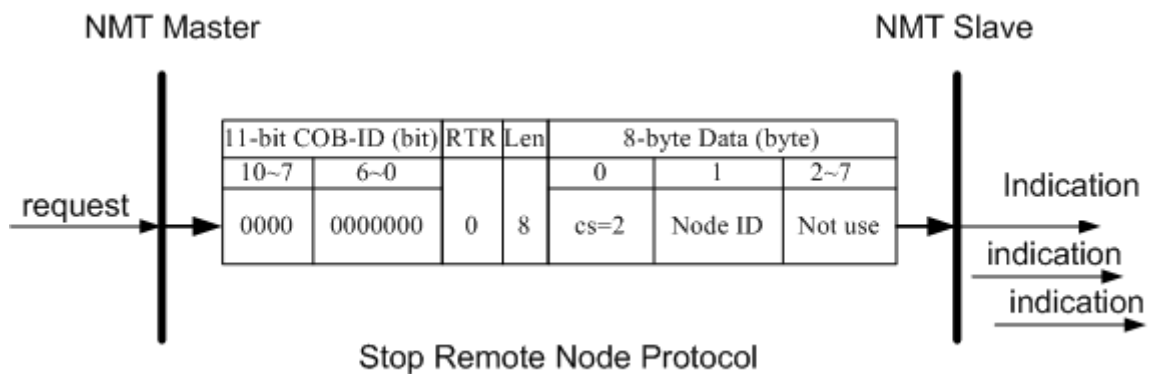 NMT Master
NMT Slave
11-bit COB-ID (bit) RTR Len 8-byte Data (byte)
10~7 6~0 0 1 2~7
request 0000 0000000 0 8 cs=2 Node ID Not use
Indication
indication
indication
Stop Remote Node Protocol